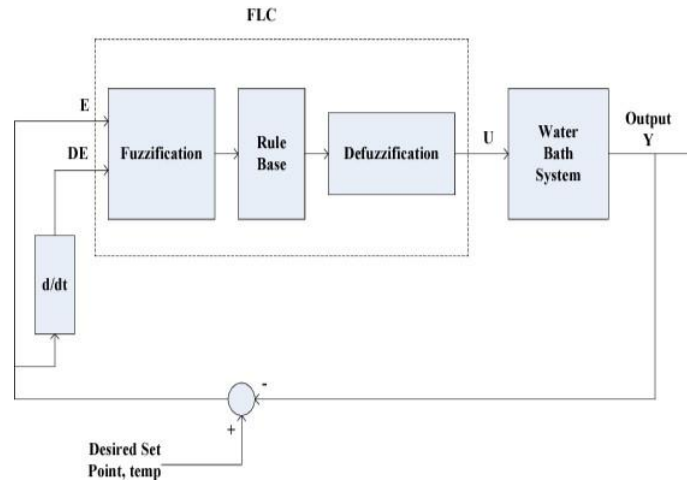 FLC
E
DE
Fuzzification
Rule
Base
Defuzzification
U
Water
Bath
System
Output
Y
d/dt
-
+
Desired Set
Point, temp